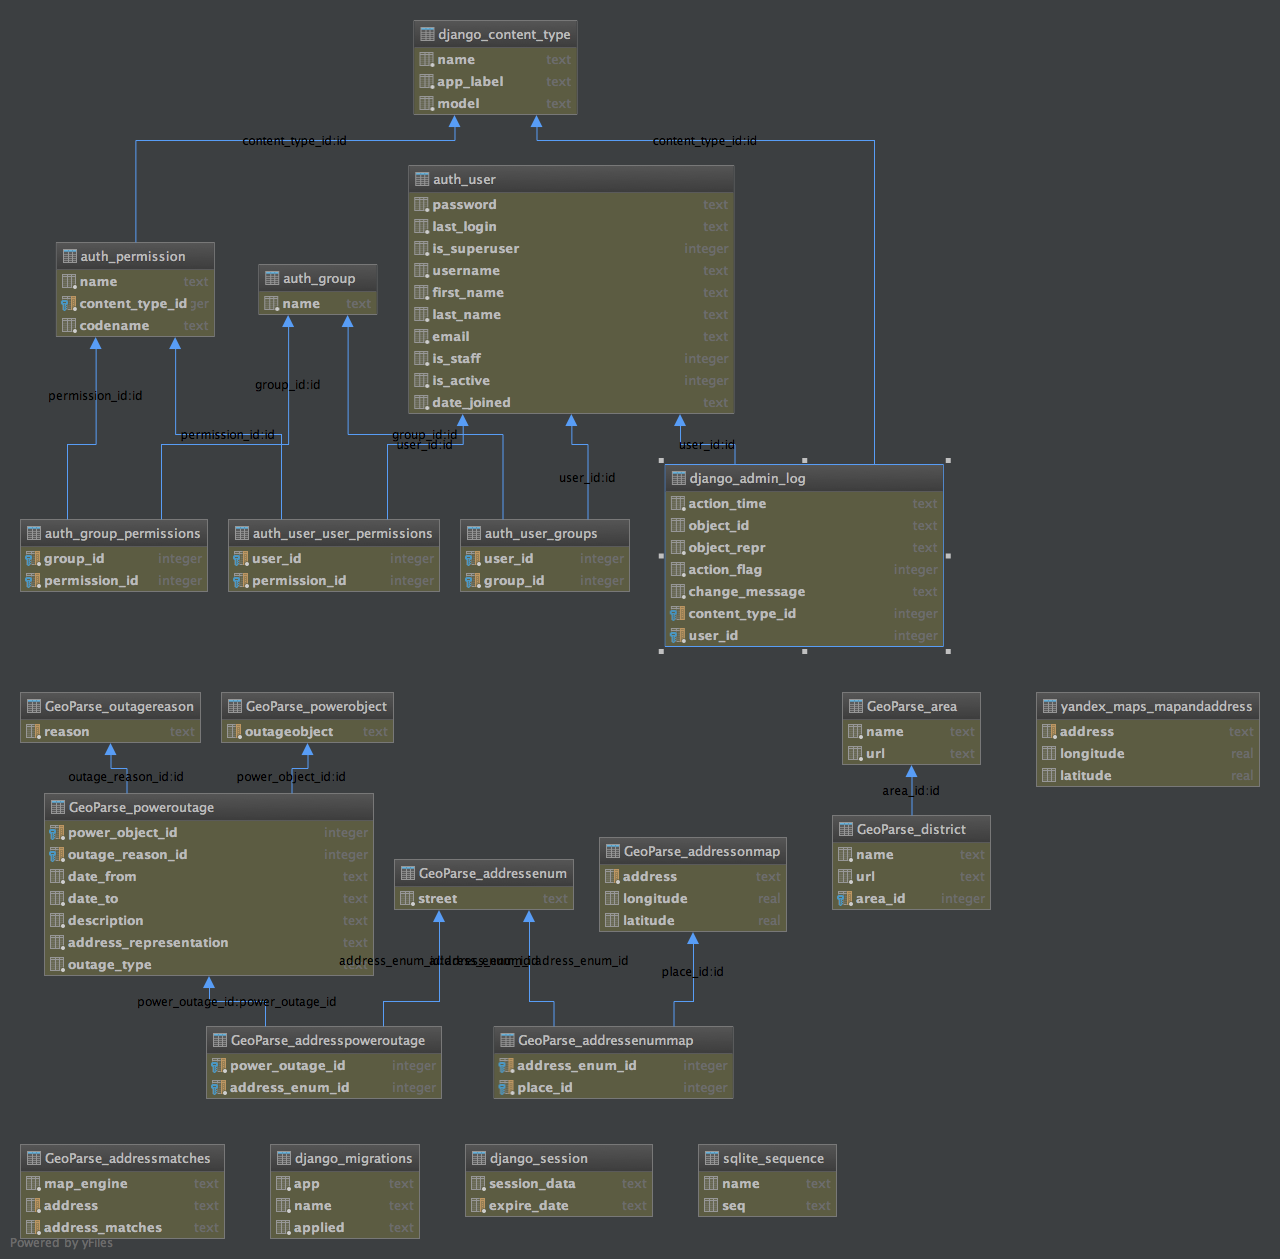 django_content_type
name text
app_label text
model text
content_type_id:id
content_type_id:id
auth_user
password text
last_login text
is_superuser integer
username text
first_name text
last_name text
email text
is_staff integer
is_active integer
date_joined text
auth_permission
name text
content_type_id ger
codename text
auth_group
name text
permission_id:id
group_id:id
permission_id:id
group_id:id
user_id:id
user_id:id
user_id:id
auth_group_permissions
group_id integer
permission_id integer
auth_user_user_permissions
user_id integer
permission_id integer
auth_user_groups
user_id integer
group_id integer
django_admin_log
action_time text
object_id text
object_repr text
action_flag integer
change_message text
content_type_id integer
user_id integer
GeoParse_outagereason
reason text
GeoParse_powerobject
outageobject text
outage_reason_id:id
power_object_id:id
GeoParse_area
name text
url text
area_id:id
yandex_maps_mapandaddress
address text
longitude real
latitude real
GeoParse_poweroutage
power_object_id integer
outage_reason_id integer
date_from text
date_to text
description text
address_representation text
outage_type text
GeoParse_addressenum
street text
GeoParse_addressonmap
address text
longitude real
latitude real
GeoParse_district
name text
url text
area_id integer
place_id:id
power_outage_id:power_outage_id
GeoParse_addresspoweroutage
power_outage_id integer
address_enum_id integer
GeoParse_addressenummap
address_enum_id integer
place_id integer
GeoParse_addressmatches
map_engine text
address text
address_matches text
django_migrations
app text
name text
applied text
django_session
session_data text
expire_date text
sqlite_sequence
name text
seq text
Powered by yFiles